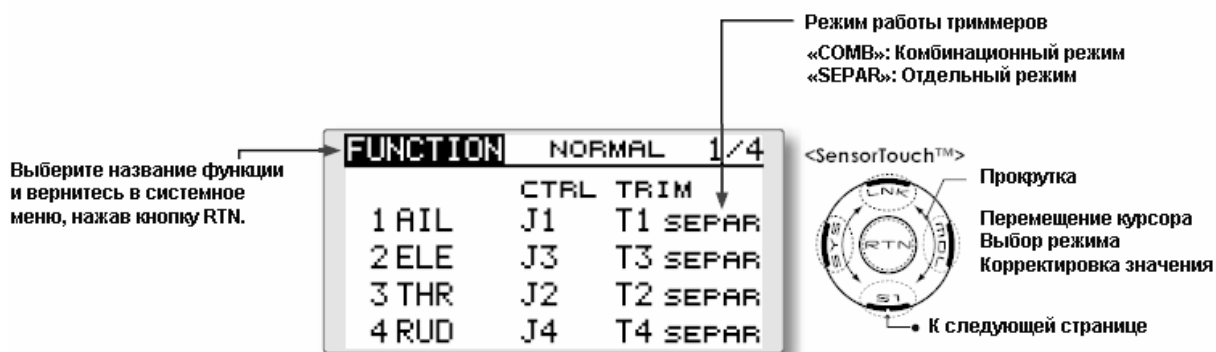 Режим работы триммеров
«COMB»: Комбинационный режим
«SEPAR»: Отдельный режим
Выберите название функции
и вернитесь в системное
меню, нажав кнопку RTN.
FUNCTION NORMAL 1/4
CTRL TRIM
1 AIL J1 T1 SEPAR
2 ELE J3 T3 SEPAR
3 THR J2 T2 SEPAR
4 RUD J4 T4 SEPAR
<SensorTouch™>
LNK
SYS
RTN
MDL
S1
Прокрутка
Перемещение курсора
Выбор режима
Корректировка значения
К следующей странице